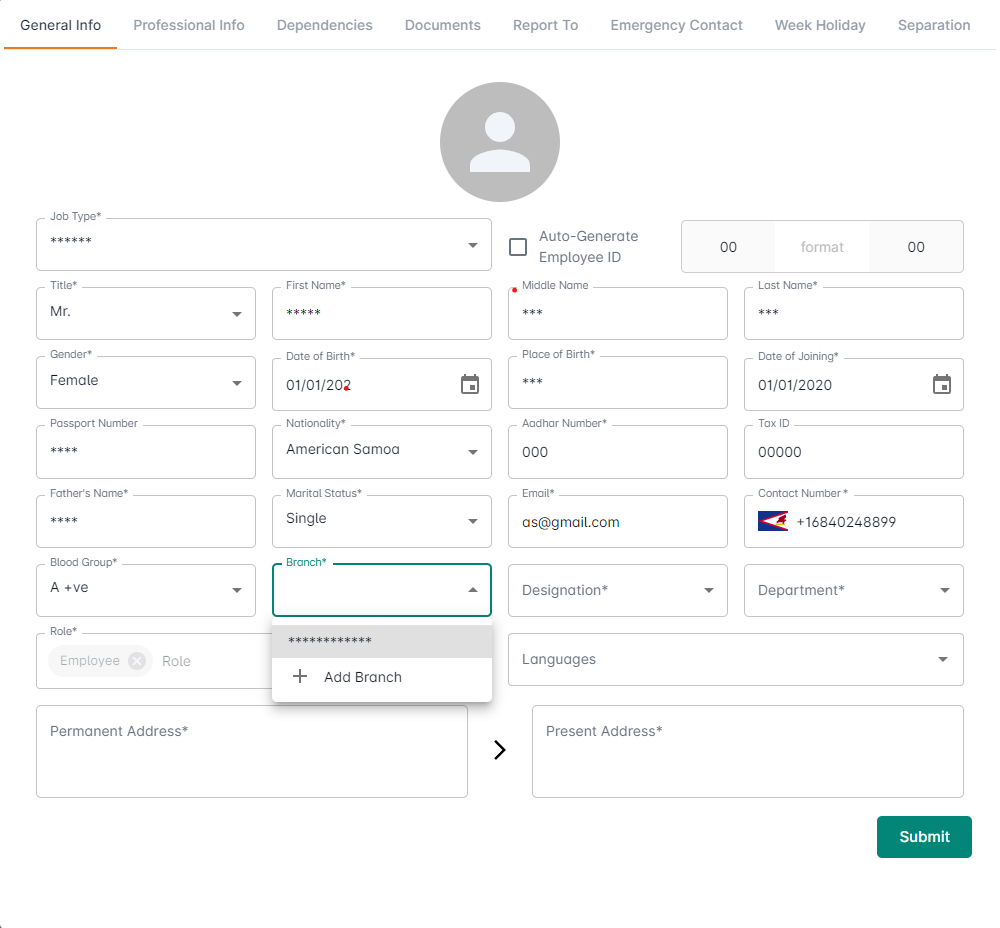 General Info Professional Info Dependencies Documents Report To Emergency Contact Week Holiday Separation
Job Type*
******
Auto-Generate
Employee ID
00 format 00
Title* First Name* Middle Name Last Name*
Mr. ***** *** ***
Gender* Date of Birth* Place of Birth* Date of Joining*
Female 01/01/202 *** 01/01/2020
Passport Number Nationality* Aadhar Number* Tax ID
**** American Samoa 000 00000
Father's Name* Marital Status* Email* Contact Number *
**** Single as@gmail.com +16840248899
Blood Group* Branch*
A +ve Designation* Department*
Role*
************
Employee Role Languages
Add Branch
Permanent Address* Present Address*
Submit